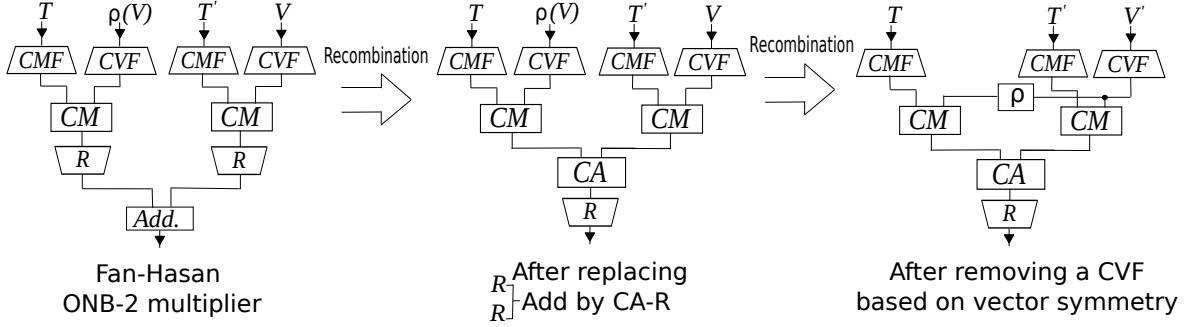 T ρ(V) T' V
CMF CVF CMF CVF
CM CM
R R
Add.
Fan-Hasan
ONB-2 multiplier
Recombination
T ρ(V) T' V
CMF CVF CMF CVF
CM CM
CA
R
After replacing
R
R Add by CA-R
Recombination
T T' V'
CMF CMF CVF
ρ
CM CM
CA
R
After removing a CVF
based on vector symmetry